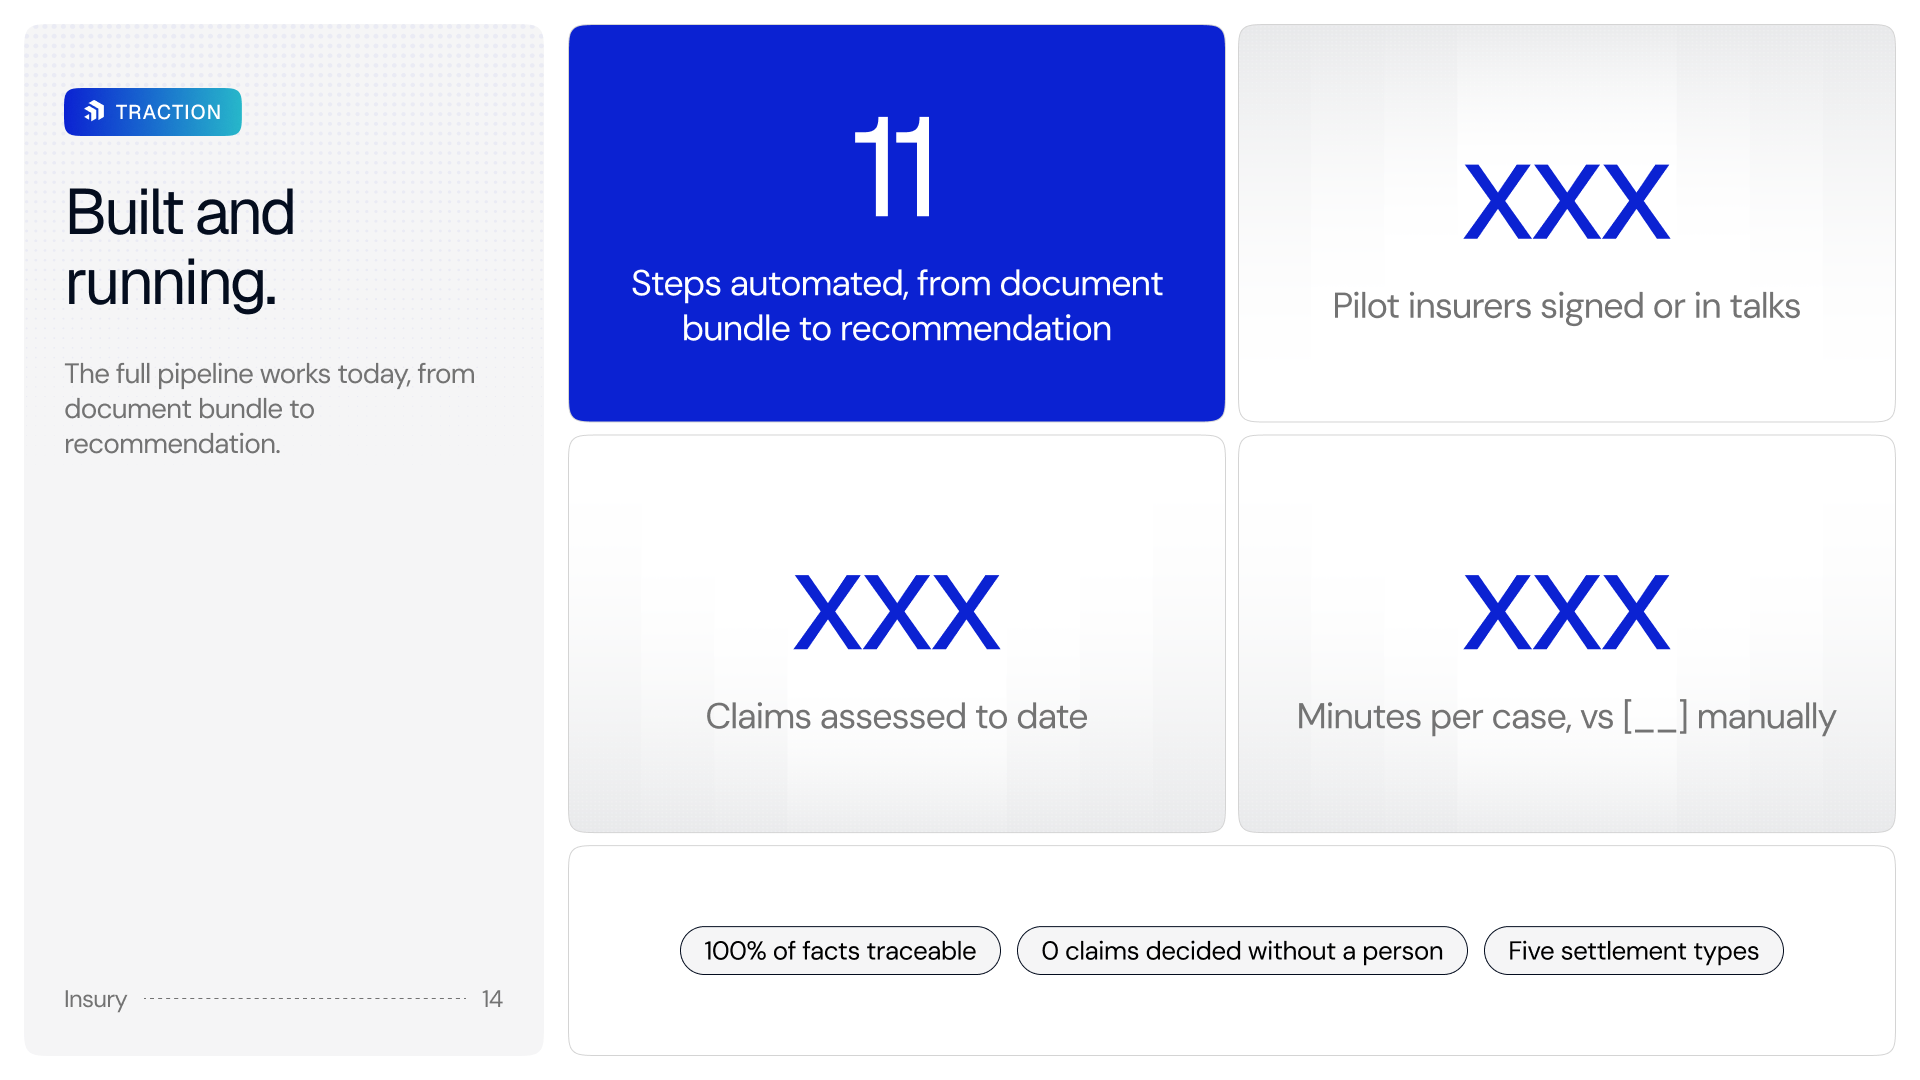 TRACTION
Built and
running.
The full pipeline works today, from
document bundle to
recommendation.
Insury
14
11
Steps automated, from document
bundle to recommendation
XXX
Pilot insurers signed or in talks
XXX
Claims assessed to date
XXX
Minutes per case, vs [__] manually
100% of facts traceable
0 claims decided without a person
Five settlement types